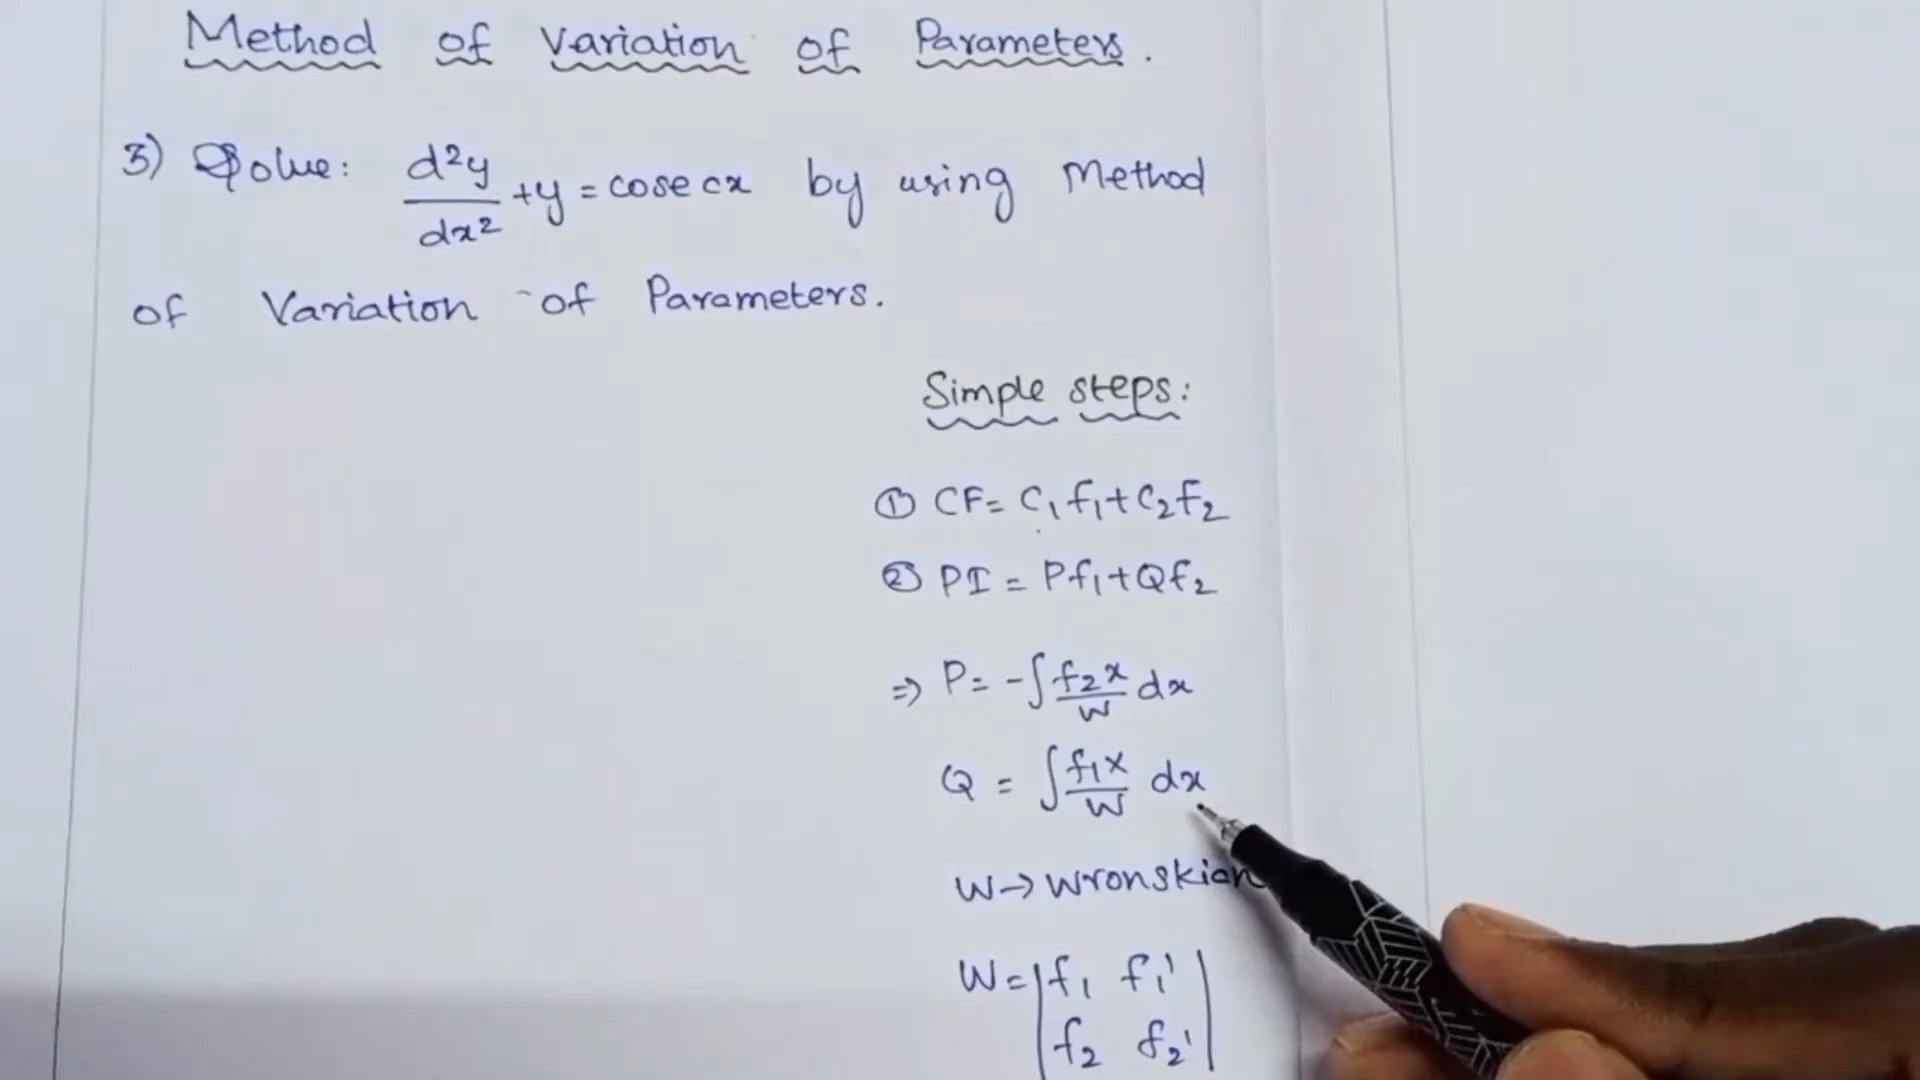 Method of Variation of Parameters.
3) Solve: d²y/dx² + y = cosecx by using Method
of Variation of Parameters.
Simple steps:
① CF = C₁f₁ + C₂f₂
② PI = Pf₁ + Qf₂
⇒ P = -∫ f₂x/W dx
Q = ∫ f₁x/W dx
W → Wronskian
W = |f₁ f₁'|
|f₂ f₂'|